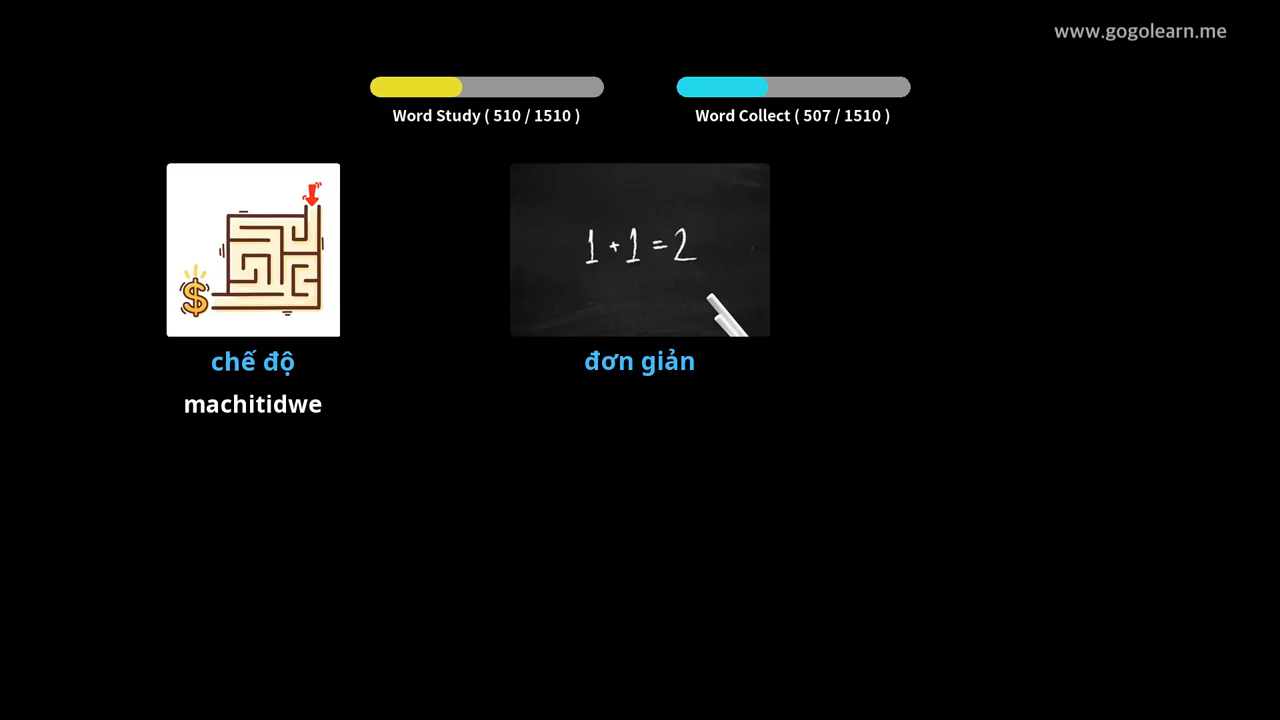 www.gogolearn.me
Word Study ( 510 / 1510 )
Word Collect ( 507 / 1510 )
$
1 + 1 = 2
chế độ
đơn giản
machitidwe